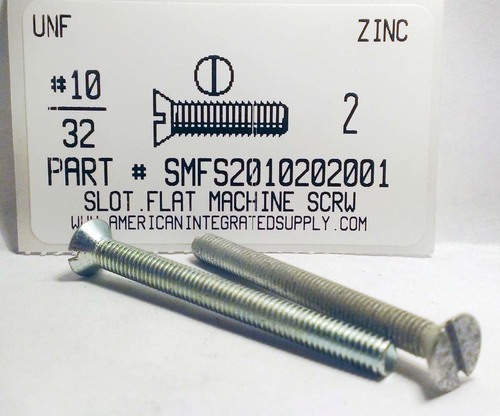 UNF ZINC
#10
32
2
PART # SMFS2010202001
SLOT.FLAT MACHINE SCRW
WWW.AMERICANINTEGRATEDSUPPLY.COM